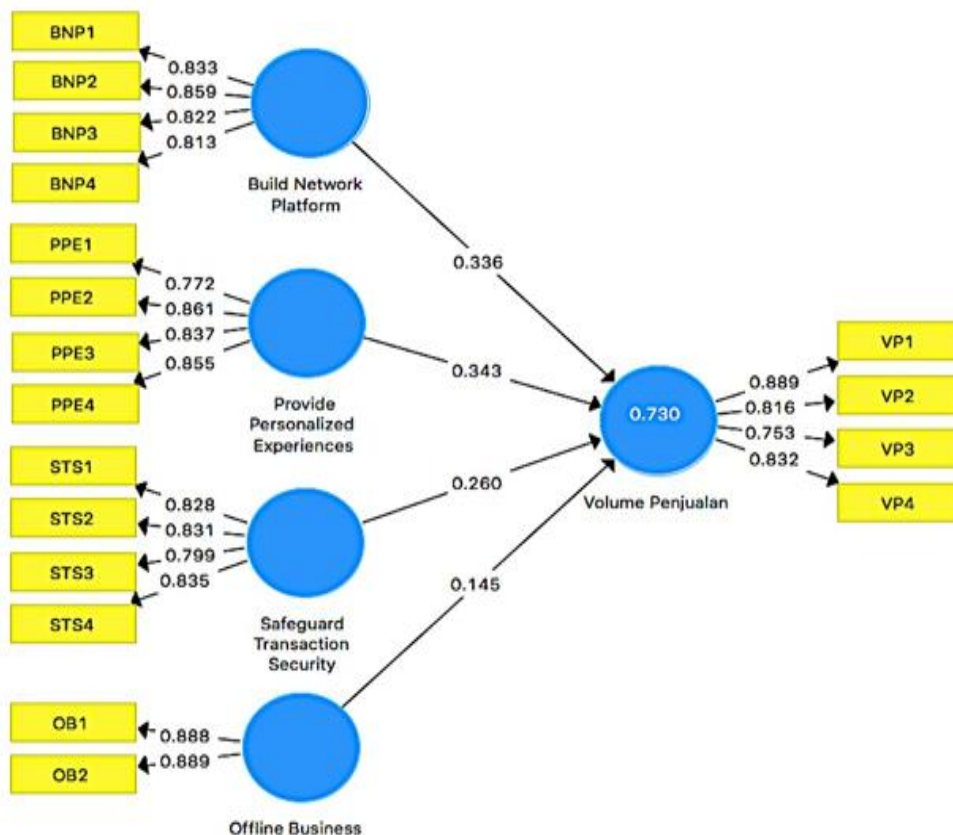 BNP1
BNP2
BNP3
BNP4
0.833
0.859
0.822
0.813
Build Network
Platform
0.336
PPE1
PPE2
PPE3
PPE4
0.772
0.861
0.837
0.855
Provide
Personalized
Experiences
0.343
STS1
STS2
STS3
STS4
0.828
0.831
0.799
0.835
Safeguard
Transaction
Security
0.260
OB1
OB2
0.888
0.889
Offline Business
0.145
0.730
Volume Penjualan
0.889
0.816
0.753
0.832
VP1
VP2
VP3
VP4